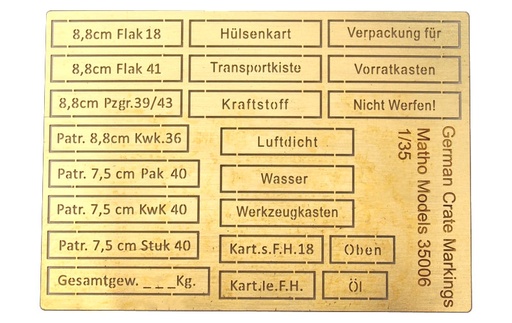 8,8cm Flak 18
Hülsenkart
Verpackung für
8,8cm Flak 41
Transportkiste
Vorratkasten
8,8cm Pzgr.39/43
Kraftstoff
Nicht Werfen!
Patr. 8,8cm Kwk.36
Luftdicht
Patr. 7,5 cm Pak 40
Wasser
Patr. 7,5 cm KwK 40
Werkzeugkasten
Patr. 7,5 cm Stuk 40
Kart.s.F.H.18
Oben
Gesamtgew. _ _ _Kg.
Kart.le.F.H.
Öl
German Crate Markings
Matho Models 35006
1/35